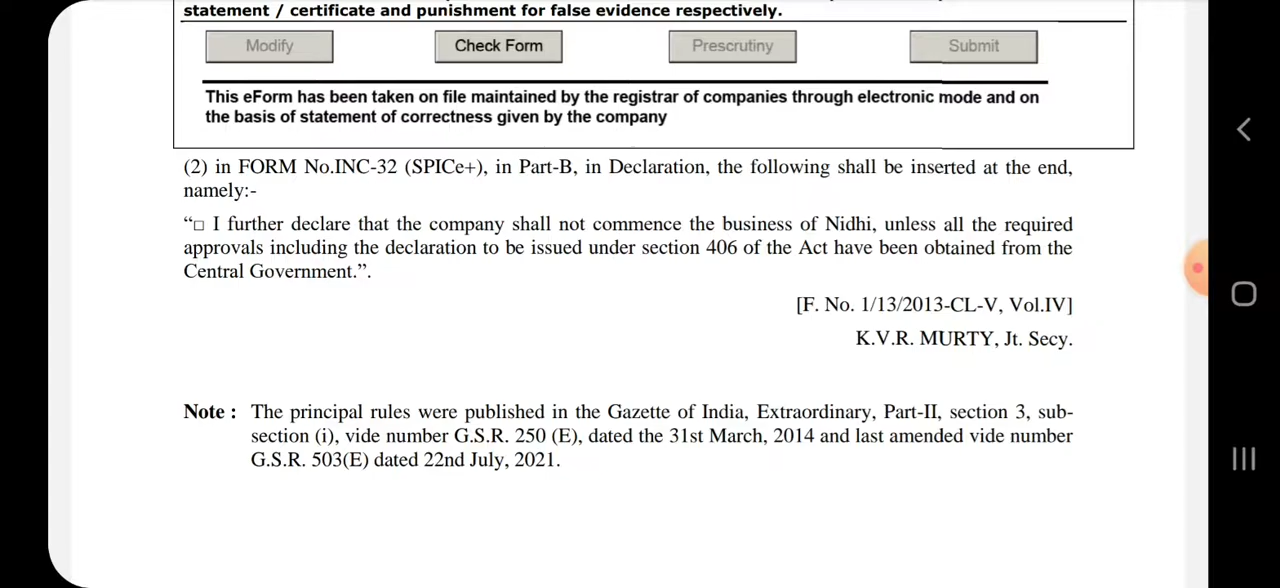 statement / certificate and punishment for false evidence respectively.
Modify
Check Form
Prescrutiny
Submit
This eForm has been taken on file maintained by the registrar of companies through electronic mode and on
the basis of statement of correctness given by the company
(2) in FORM No.INC-32 (SPICe+), in Part-B, in Declaration, the following shall be inserted at the end,
namely:-
“□ I further declare that the company shall not commence the business of Nidhi, unless all the required
approvals including the declaration to be issued under section 406 of the Act have been obtained from the
Central Government.”.
[F. No. 1/13/2013-CL-V, Vol.IV]
K.V.R. MURTY, Jt. Secy.
Note : The principal rules were published in the Gazette of India, Extraordinary, Part-II, section 3, sub-
section (i), vide number G.S.R. 250 (E), dated the 31st March, 2014 and last amended vide number
G.S.R. 503(E) dated 22nd July, 2021.